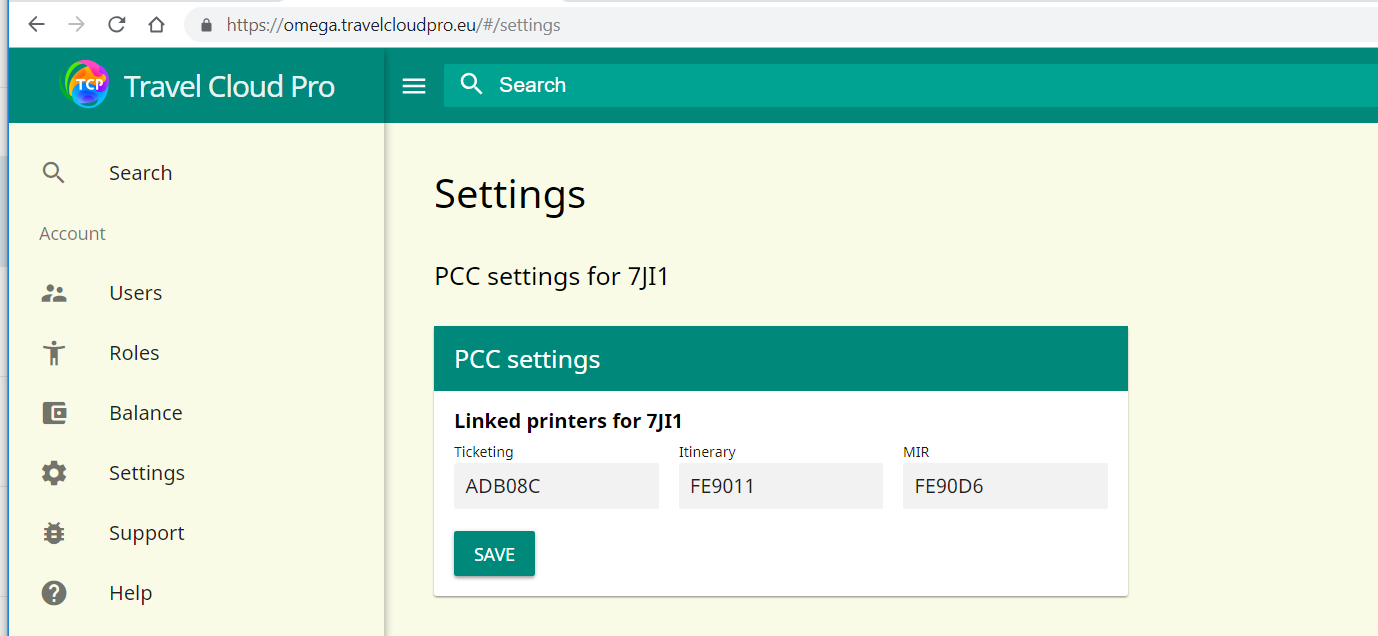 https://omega.travelcloudpro.eu/#/settings
TCP Travel Cloud Pro
Search
Search
Account
Users
Roles
Balance
Settings
Support
Help
Settings
PCC settings for 7JI1
PCC settings
Linked printers for 7JI1
Ticketing Itinerary MIR
ADB08C FE9011 FE90D6
SAVE